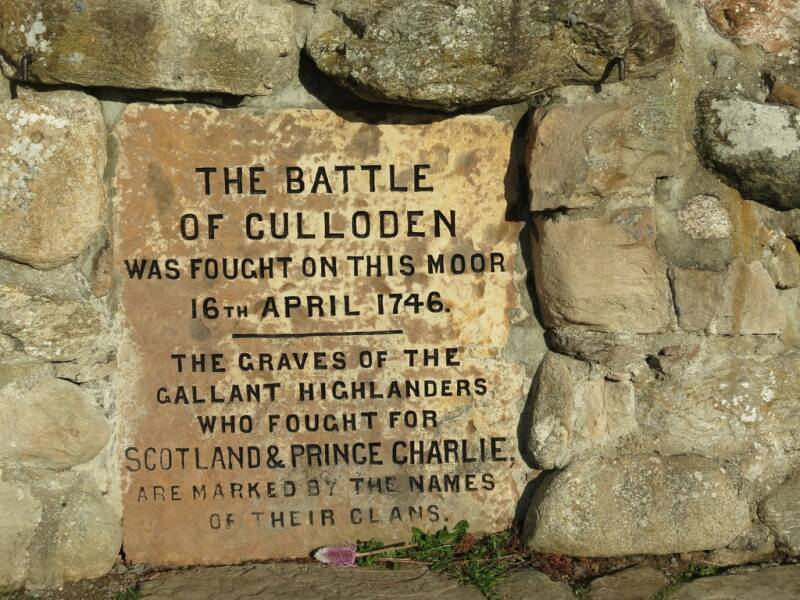 THE BATTLE
OF CULLODEN
WAS FOUGHT ON THIS MOOR
16TH APRIL 1746.
THE GRAVES OF THE
GALLANT HIGHLANDERS
WHO FOUGHT FOR
SCOTLAND & PRINCE CHARLIE,
ARE MARKED BY THE NAMES
OF THEIR CLANS.